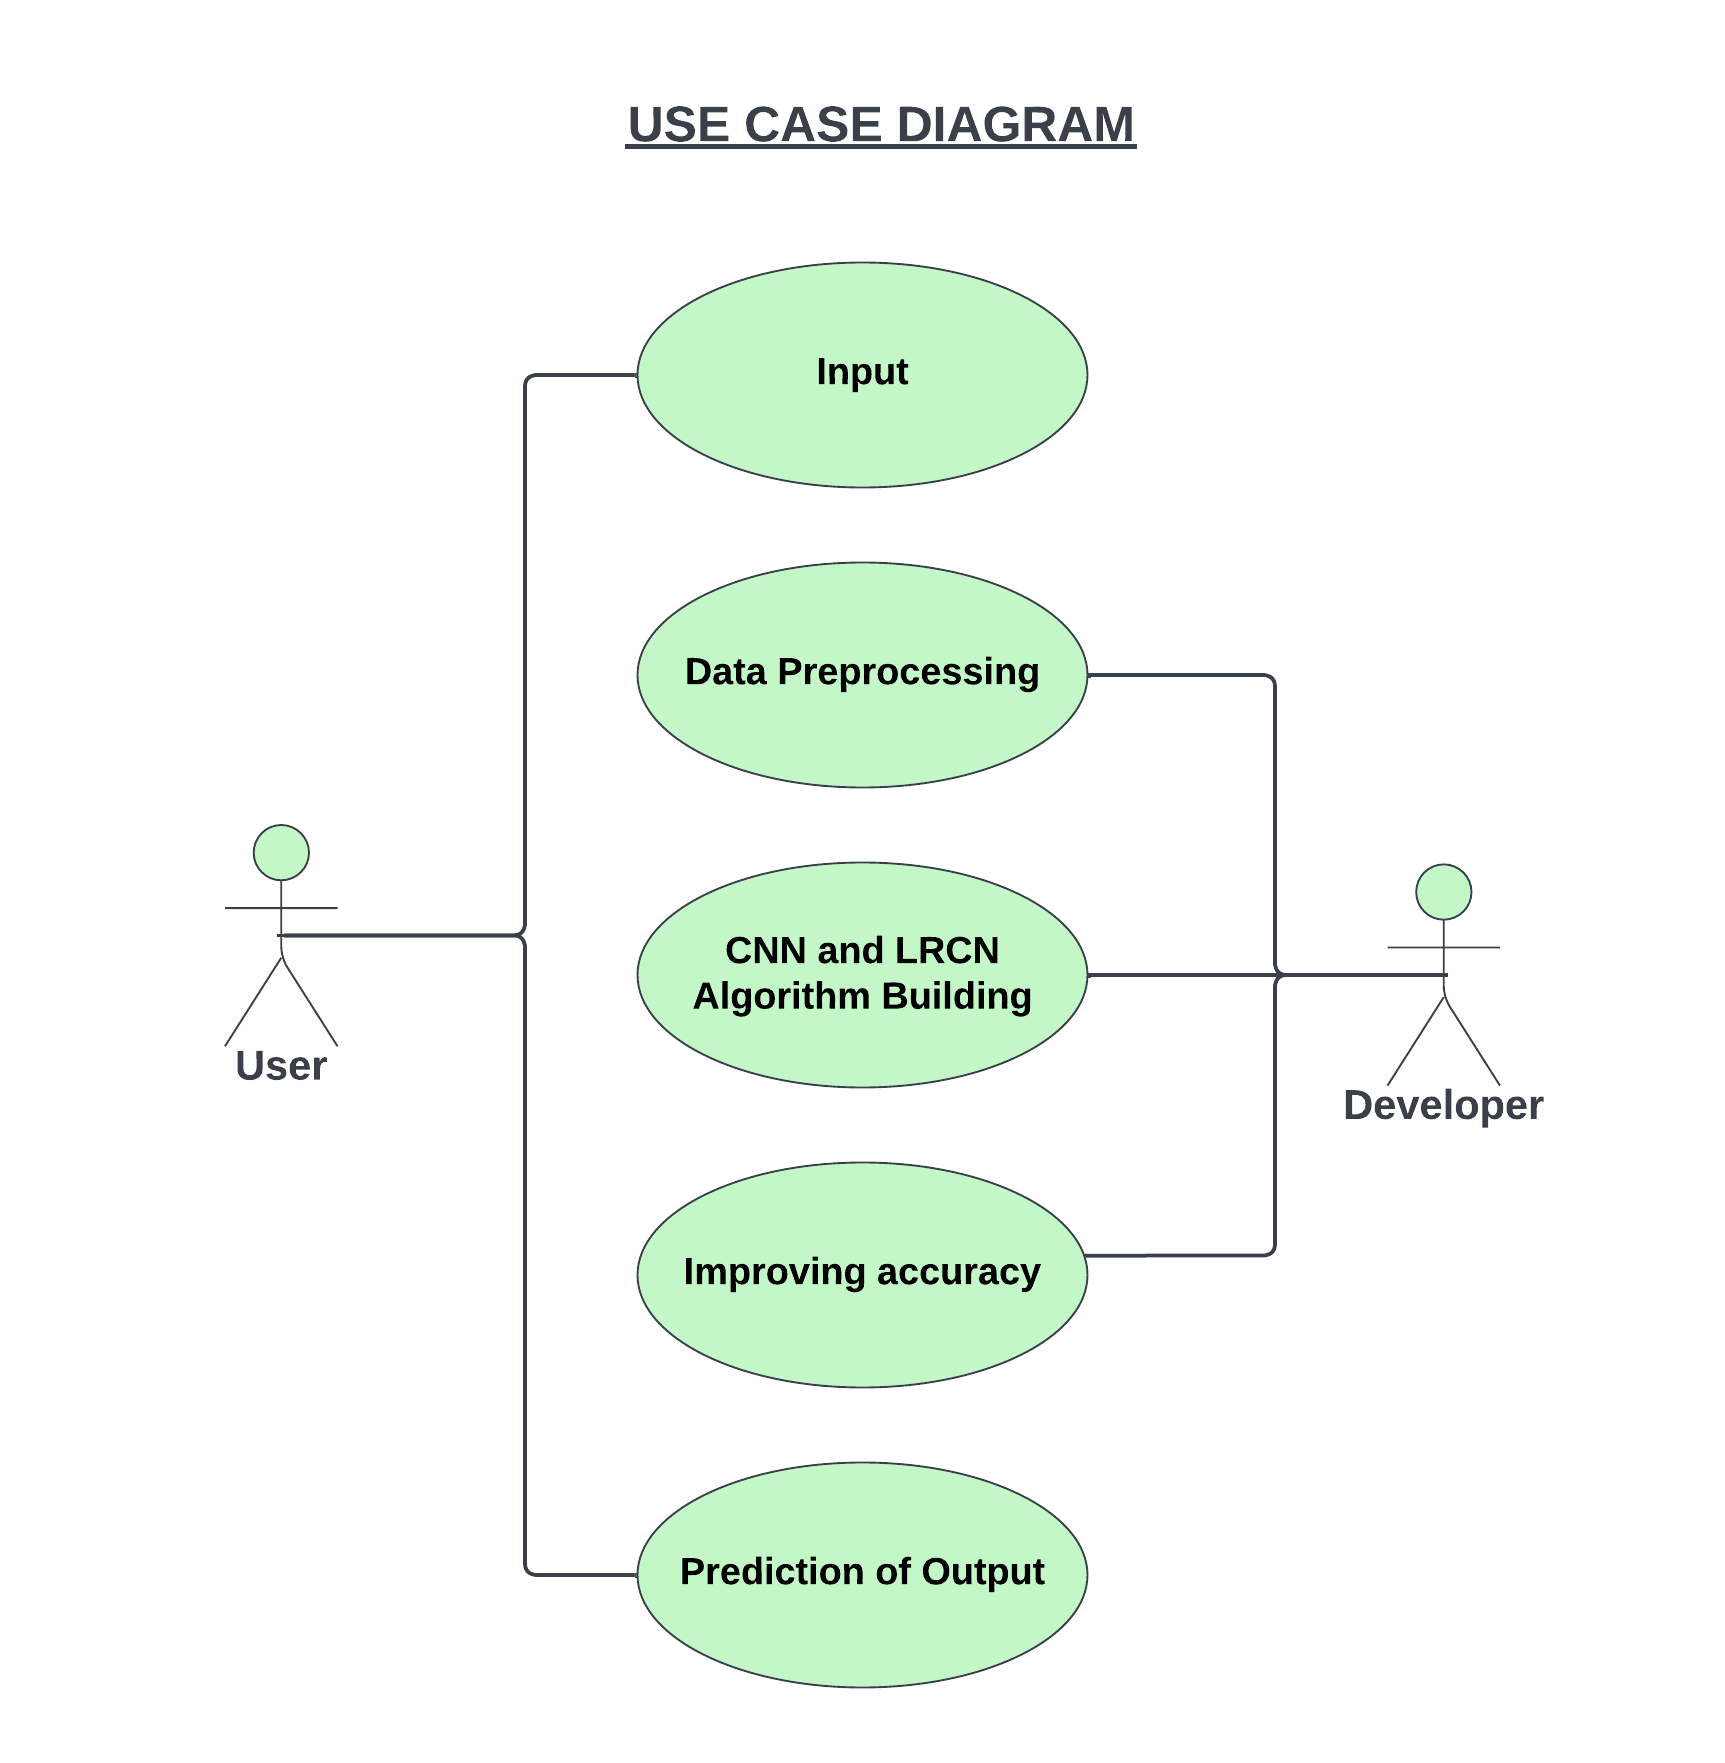 USE CASE DIAGRAM
Input
Data Preprocessing
CNN and LRCN
Algorithm Building
User
Developer
Improving accuracy
Prediction of Output